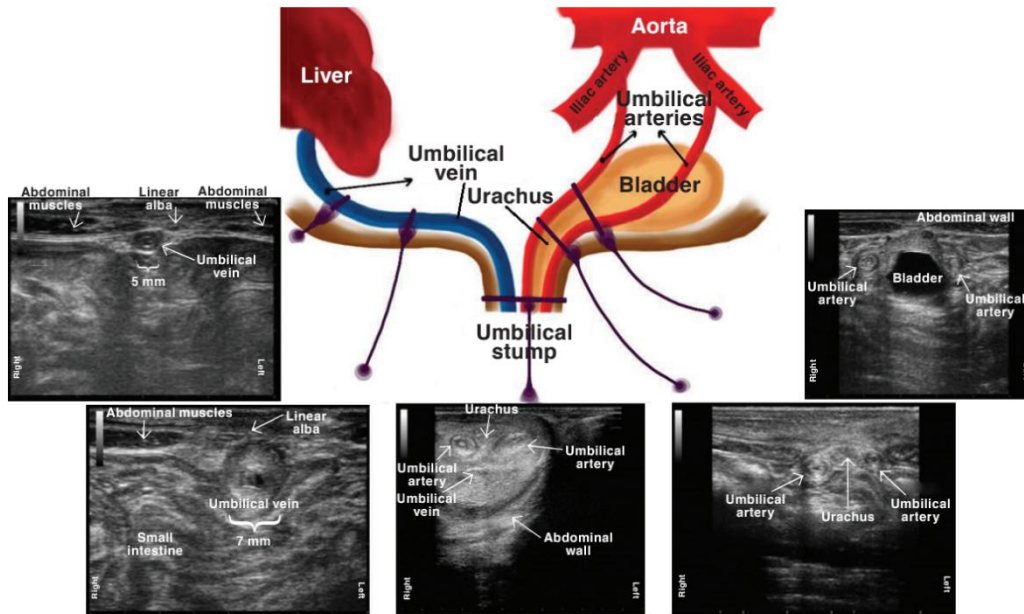 Aorta
Liver
Iliac artery
Iliac artery
Umbilical
arteries
Umbilical
vein
Urachus
Bladder
Umbilical
stump
Abdominal
muscles
Linear
alba
Abdominal
muscles
Umbilical
vein
5 mm
Right
Left
Abdominal wall
Bladder
Umbilical
artery
Umbilical
artery
Right
Left
Abdominal muscles
Linear
alba
Umbilical vein
7 mm
Small
intestine
Right
Left
Urachus
Umbilical
artery
Umbilical
artery
Umbilical
vein
Abdominal
wall
Right
Left
Umbilical
artery
Urachus
Umbilical
artery
Right
Left